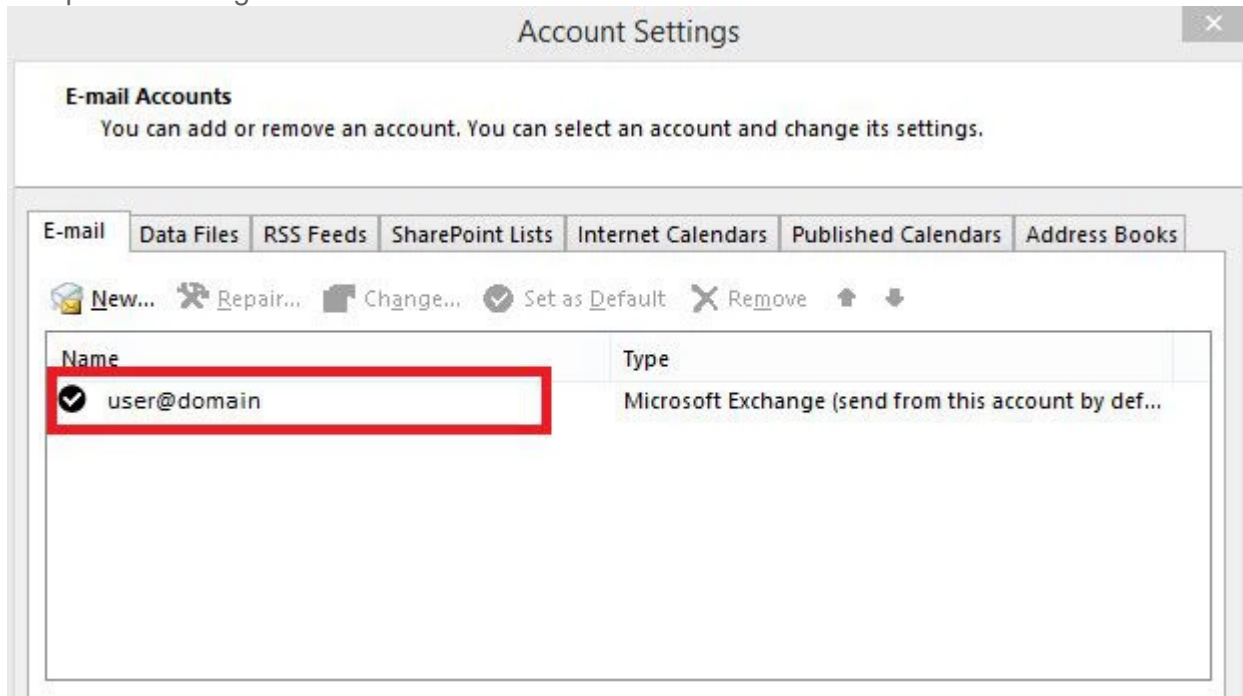 Account Settings
E-mail Accounts
You can add or remove an account. You can select an account and change its settings.
E-mail Data Files RSS Feeds SharePoint Lists Internet Calendars Published Calendars Address Books
New... Repair... Change... Set as Default Remove
Name Type
user@domain Microsoft Exchange (send from this account by def...